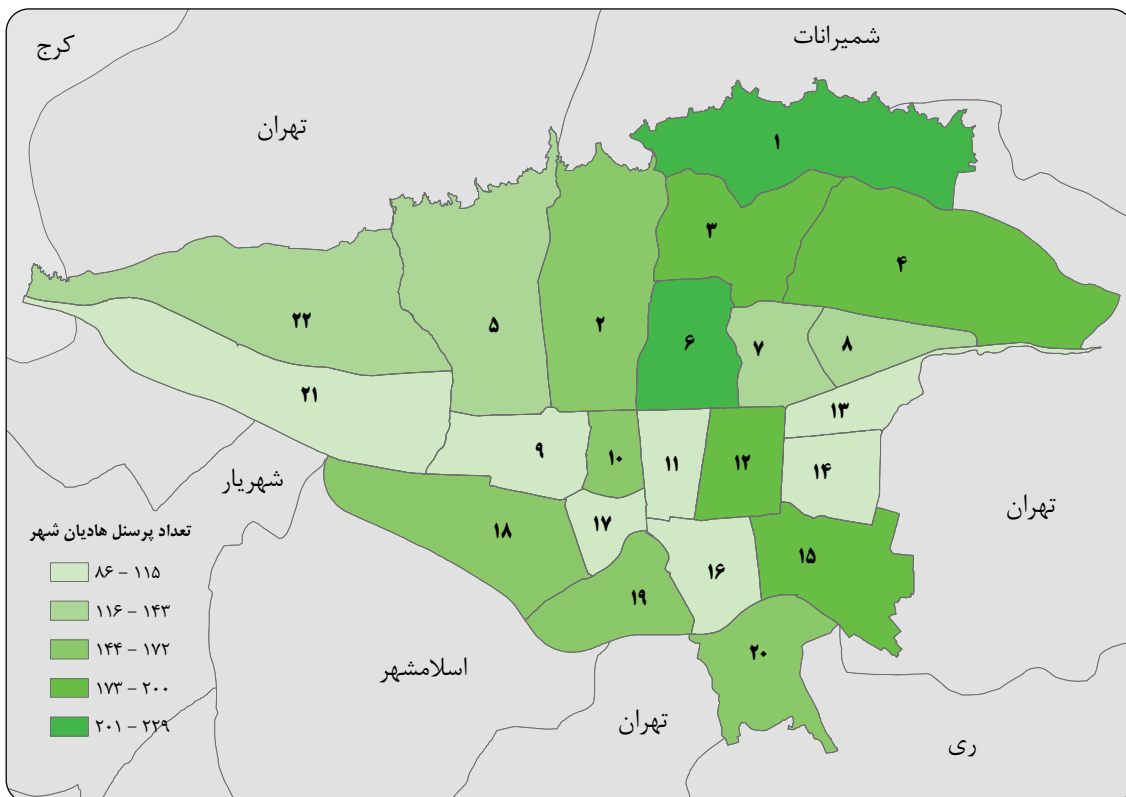 کرج
شمیرانات
تهران
۱
۳
۴
۲۲
۵
۲
۶
۷
۸
۲۱
۱۳
۹
۱۰
۱۱
۱۲
۱۴
شهریار
تهران
۱۸
۱۷
۱۶
۱۵
۱۹
۲۰
اسلامشهر
تهران
ری
تعداد پرسنل هادیان شهر
۸۶ - ۱۱۵
۱۱۶ - ۱۴۳
۱۴۴ - ۱۷۲
۱۷۳ - ۲۰۰
۲۰۱ - ۲۲۹